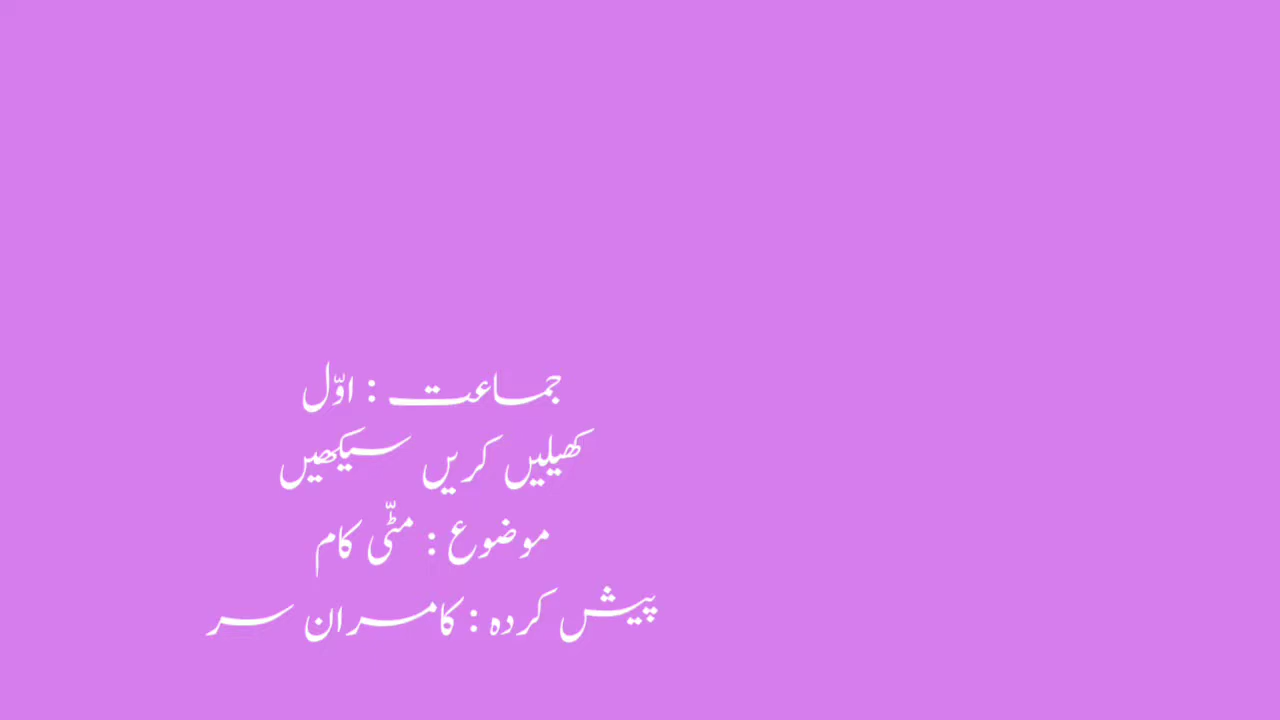 جماعت : اوّل
کھیلیں کریں سیکھیں
موضوع : مٹّی کام
پیش کردہ : کامران سر